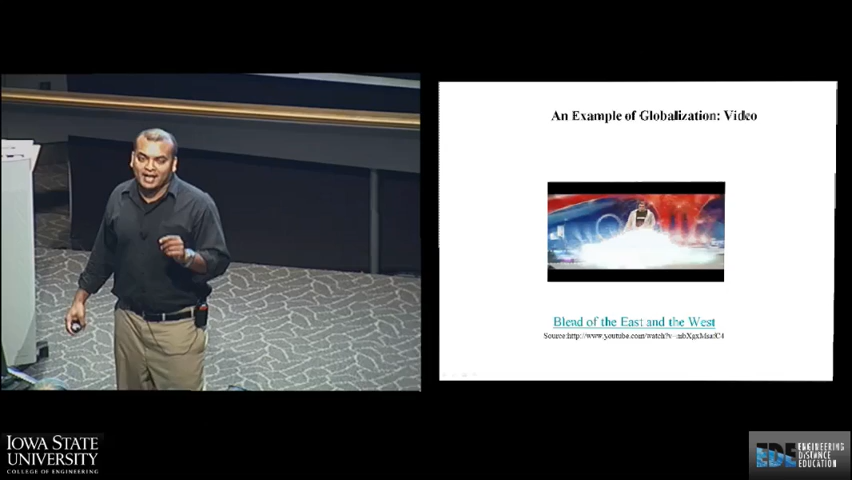 An Example of Globalization: Video
Blend of the East and the West
IOWA STATE
UNIVERSITY
COLLEGE OF ENGINEERING
EDE
ENGINEERING
DISTANCE
EDUCATION